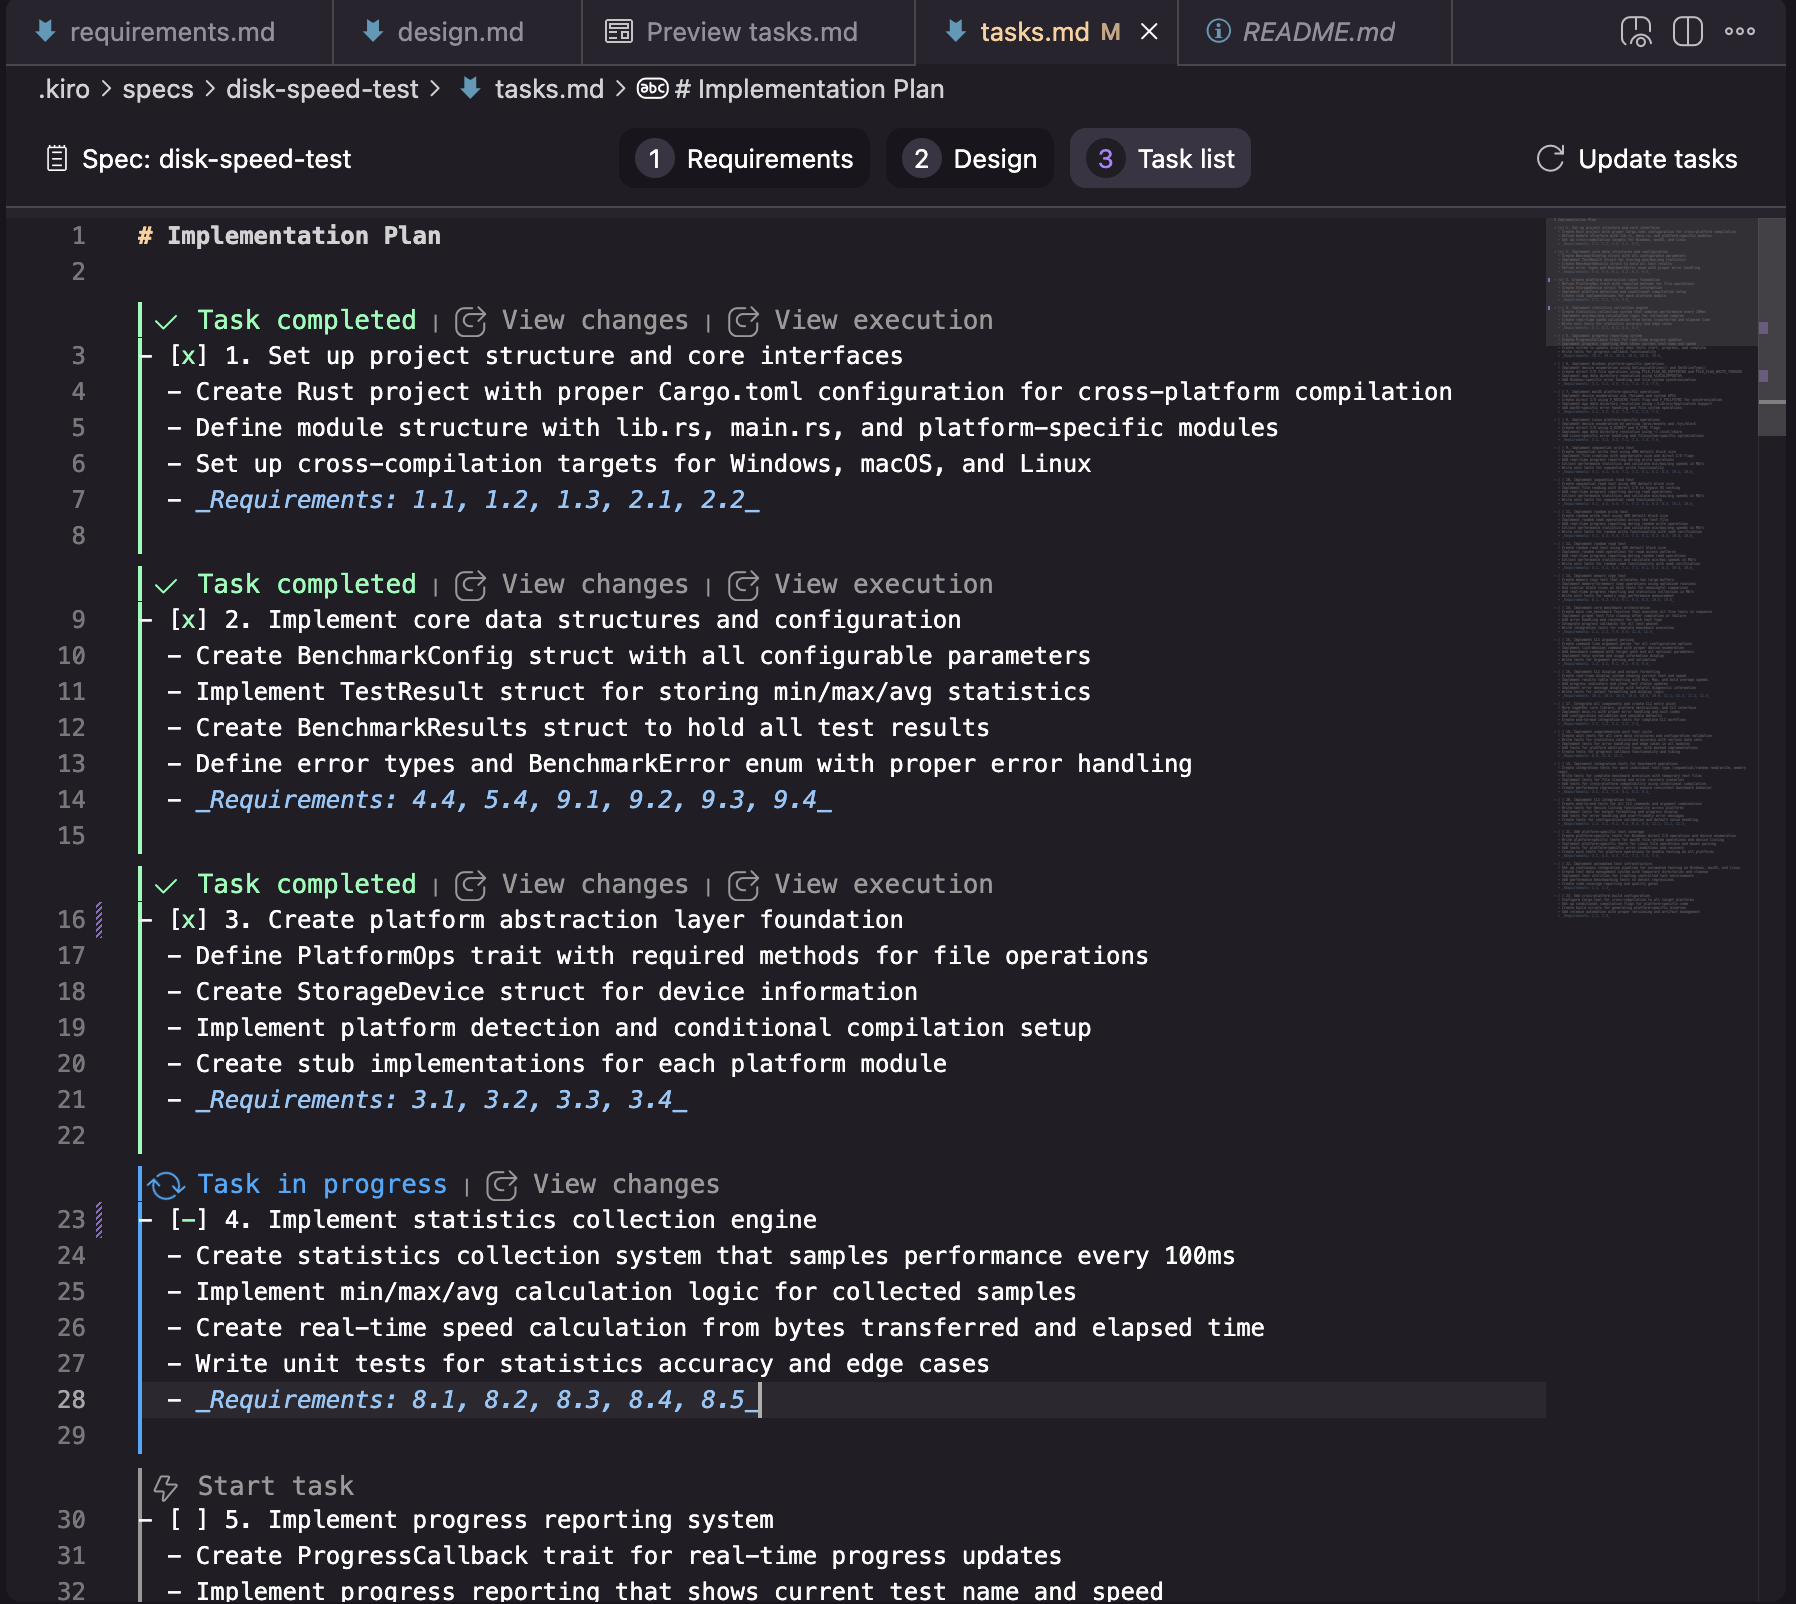 requirements.md design.md Preview tasks.md tasks.md M README.md
.kiro > specs > disk-speed-test > tasks.md > abc # Implementation Plan
Spec: disk-speed-test 1 Requirements 2 Design 3 Task list Update tasks
1 # Implementation Plan
2
Task completed | View changes | View execution
3 - [x] 1. Set up project structure and core interfaces
4 - Create Rust project with proper Cargo.toml configuration for cross-platform compilation
5 - Define module structure with lib.rs, main.rs, and platform-specific modules
6 - Set up cross-compilation targets for Windows, macOS, and Linux
7 - _Requirements: 1.1, 1.2, 1.3, 2.1, 2.2_
8
Task completed | View changes | View execution
9 - [x] 2. Implement core data structures and configuration
10 - Create BenchmarkConfig struct with all configurable parameters
11 - Implement TestResult struct for storing min/max/avg statistics
12 - Create BenchmarkResults struct to hold all test results
13 - Define error types and BenchmarkError enum with proper error handling
14 - _Requirements: 4.4, 5.4, 9.1, 9.2, 9.3, 9.4_
15
Task completed | View changes | View execution
16 - [x] 3. Create platform abstraction layer foundation
17 - Define PlatformOps trait with required methods for file operations
18 - Create StorageDevice struct for device information
19 - Implement platform detection and conditional compilation setup
20 - Create stub implementations for each platform module
21 - _Requirements: 3.1, 3.2, 3.3, 3.4_
22
Task in progress | View changes
23 - [-] 4. Implement statistics collection engine
24 - Create statistics collection system that samples performance every 100ms
25 - Implement min/max/avg calculation logic for collected samples
26 - Create real-time speed calculation from bytes transferred and elapsed time
27 - Write unit tests for statistics accuracy and edge cases
28 - _Requirements: 8.1, 8.2, 8.3, 8.4, 8.5_
29
Start task
30 - [ ] 5. Implement progress reporting system
31 - Create ProgressCallback trait for real-time progress updates
32 - Implement progress reporting that shows current test name and speed